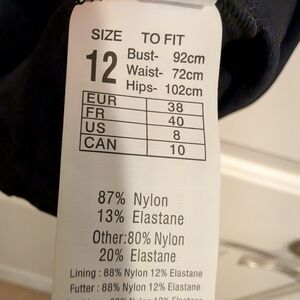 SIZE TO FIT
12 Bust- 92cm
Waist- 72cm
Hips- 102cm
EUR 38
FR 40
US 8
CAN 10
87% Nylon
13% Elastane
Other:80% Nylon
20% Elastane
Lining : 88% Nylon 12% Elastane
Futter : 88% Nylon 12% Elastane